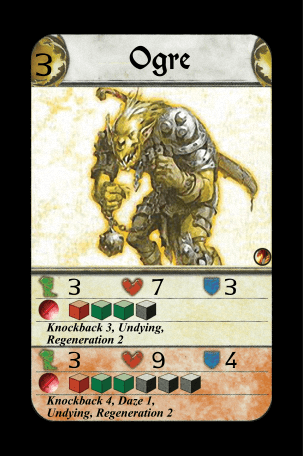 3 Ogre
3 7 3
Knockback 3, Undying,
Regeneration 2
3 9 4
Knockback 4, Daze 1,
Undying, Regeneration 2